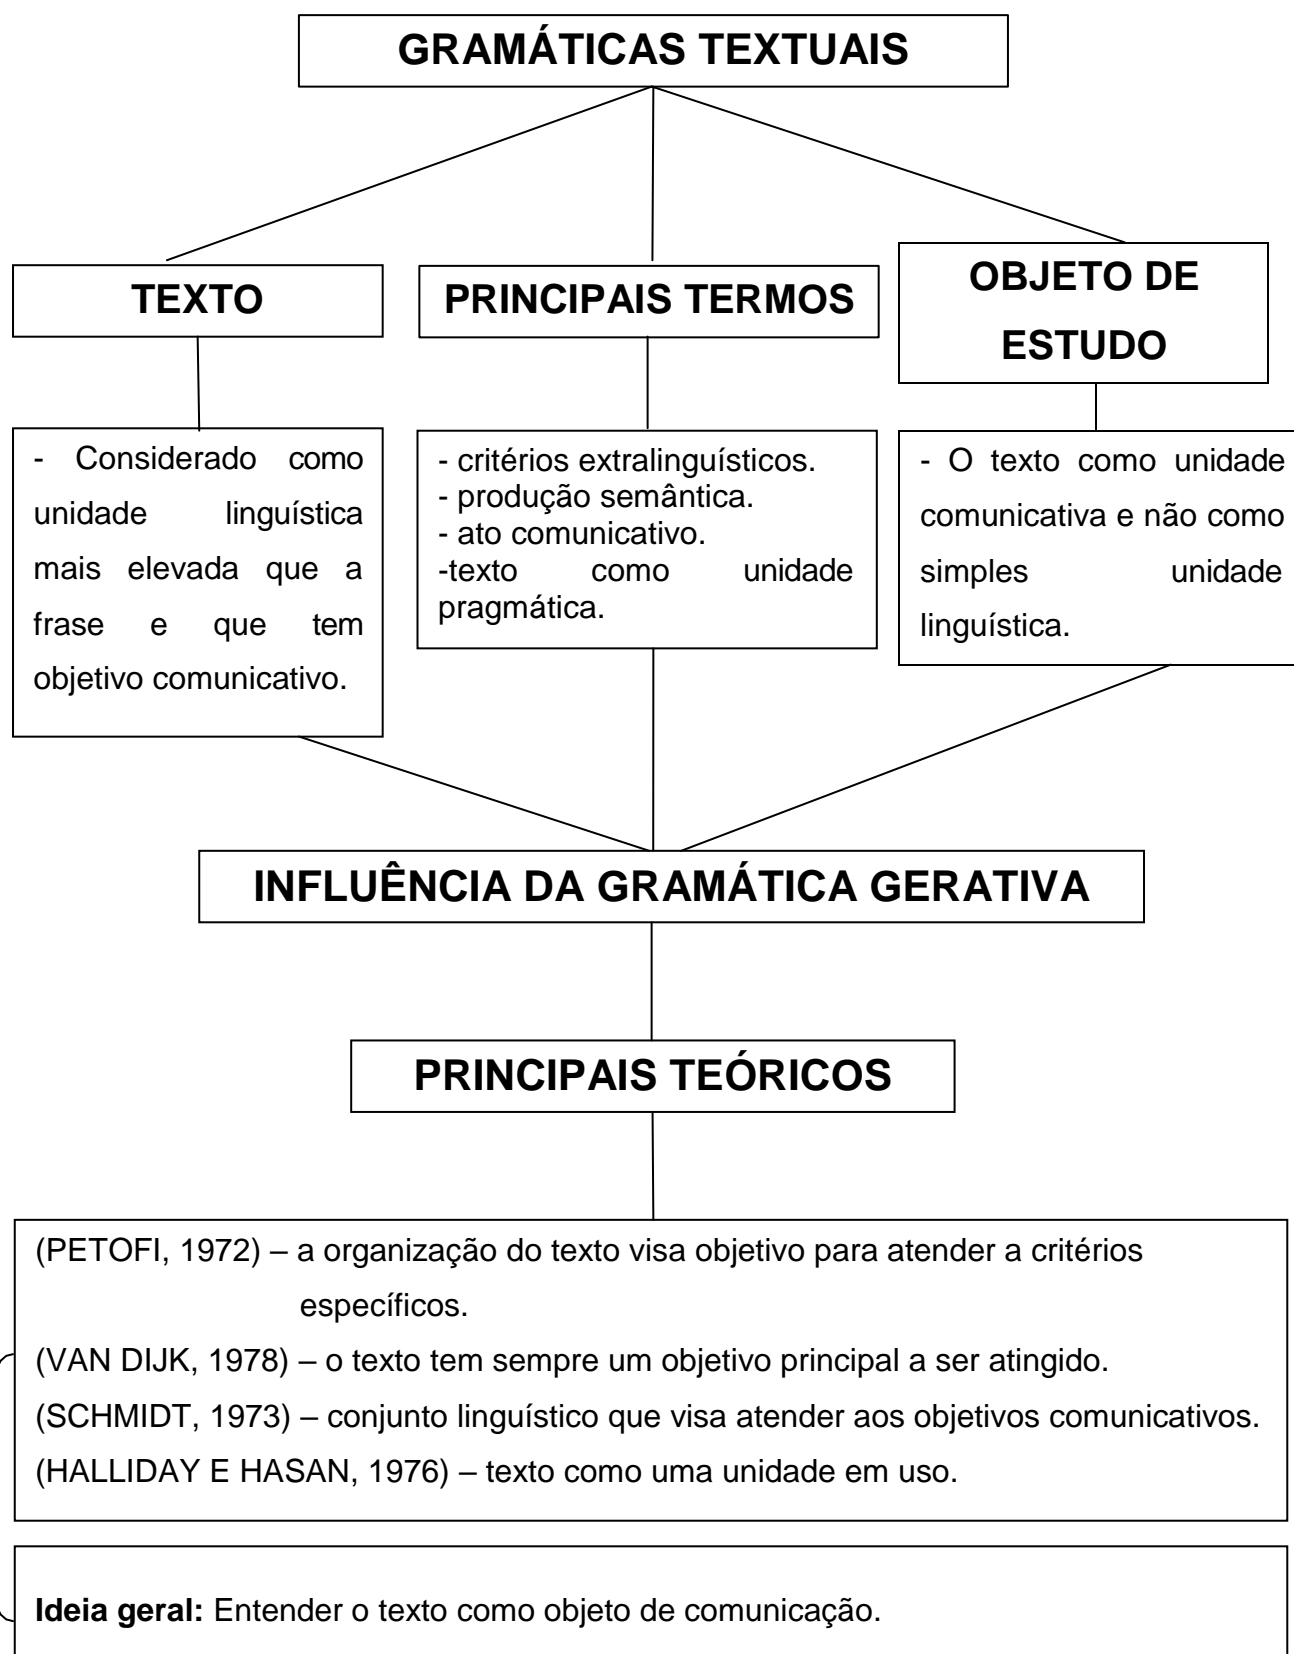 GRAMÁTICAS TEXTUAIS
TEXTO
- Considerado como
unidade linguística
mais elevada que a
frase e que tem
objetivo comunicativo.
PRINCIPAIS TERMOS
- critérios extralinguísticos.
- produção semântica.
- ato comunicativo.
-texto como unidade
pragmática.
OBJETO DE
ESTUDO
- O texto como unidade
comunicativa e não como
simples unidade
linguística.
INFLUÊNCIA DA GRAMÁTICA GERATIVA
PRINCIPAIS TEÓRICOS
(PETOFI, 1972) – a organização do texto visa objetivo para atender a critérios
específicos.
(VAN DIJK, 1978) – o texto tem sempre um objetivo principal a ser atingido.
(SCHMIDT, 1973) – conjunto linguístico que visa atender aos objetivos comunicativos.
(HALLIDAY E HASAN, 1976) – texto como uma unidade em uso.
Ideia geral: Entender o texto como objeto de comunicação.